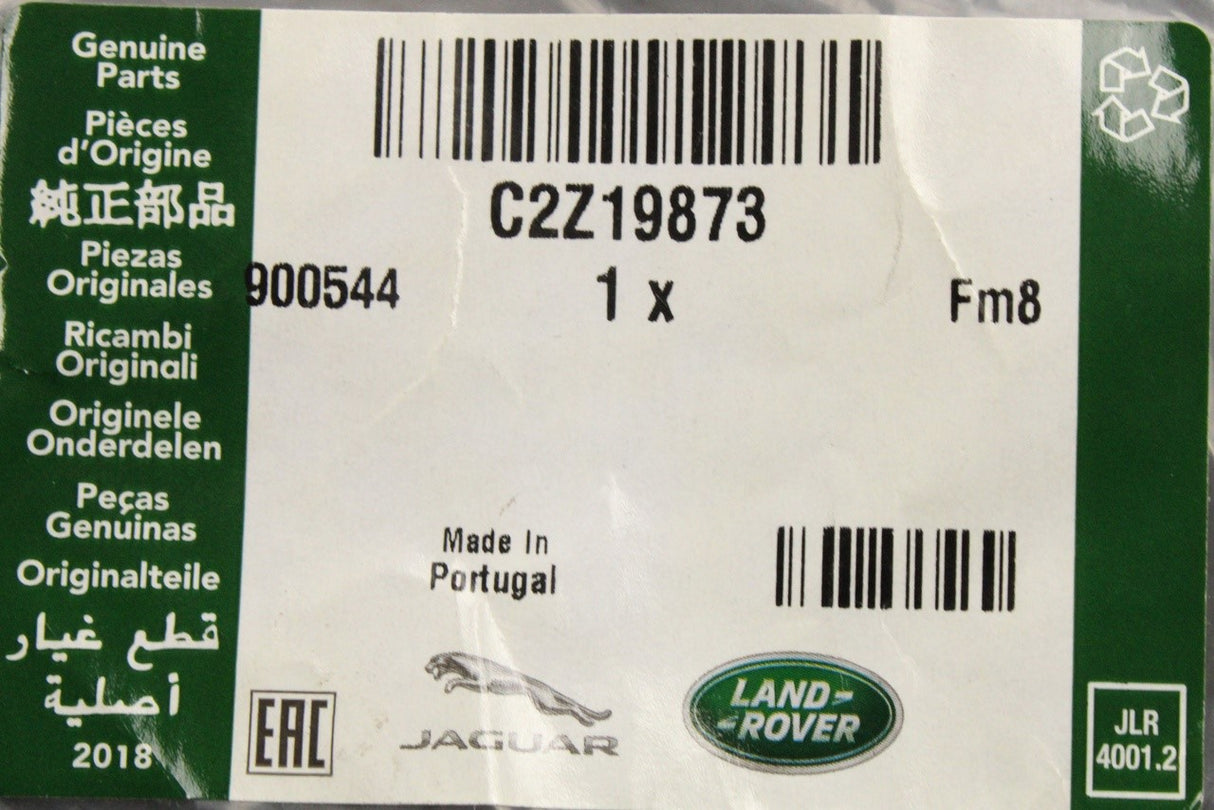 Genuine
Parts
Pièces
d'Origine
純正部品
Piezas
Originales
Ricambi
Originali
Originele
Onderdelen
Peças
Genuinas
Originalteile
قطع غيار
أصلية
2018
C2Z19873
900544 1 x Fm8
Made In
Portugal
EAC
JAGUAR
LAND
ROVER
JLR
4001.2